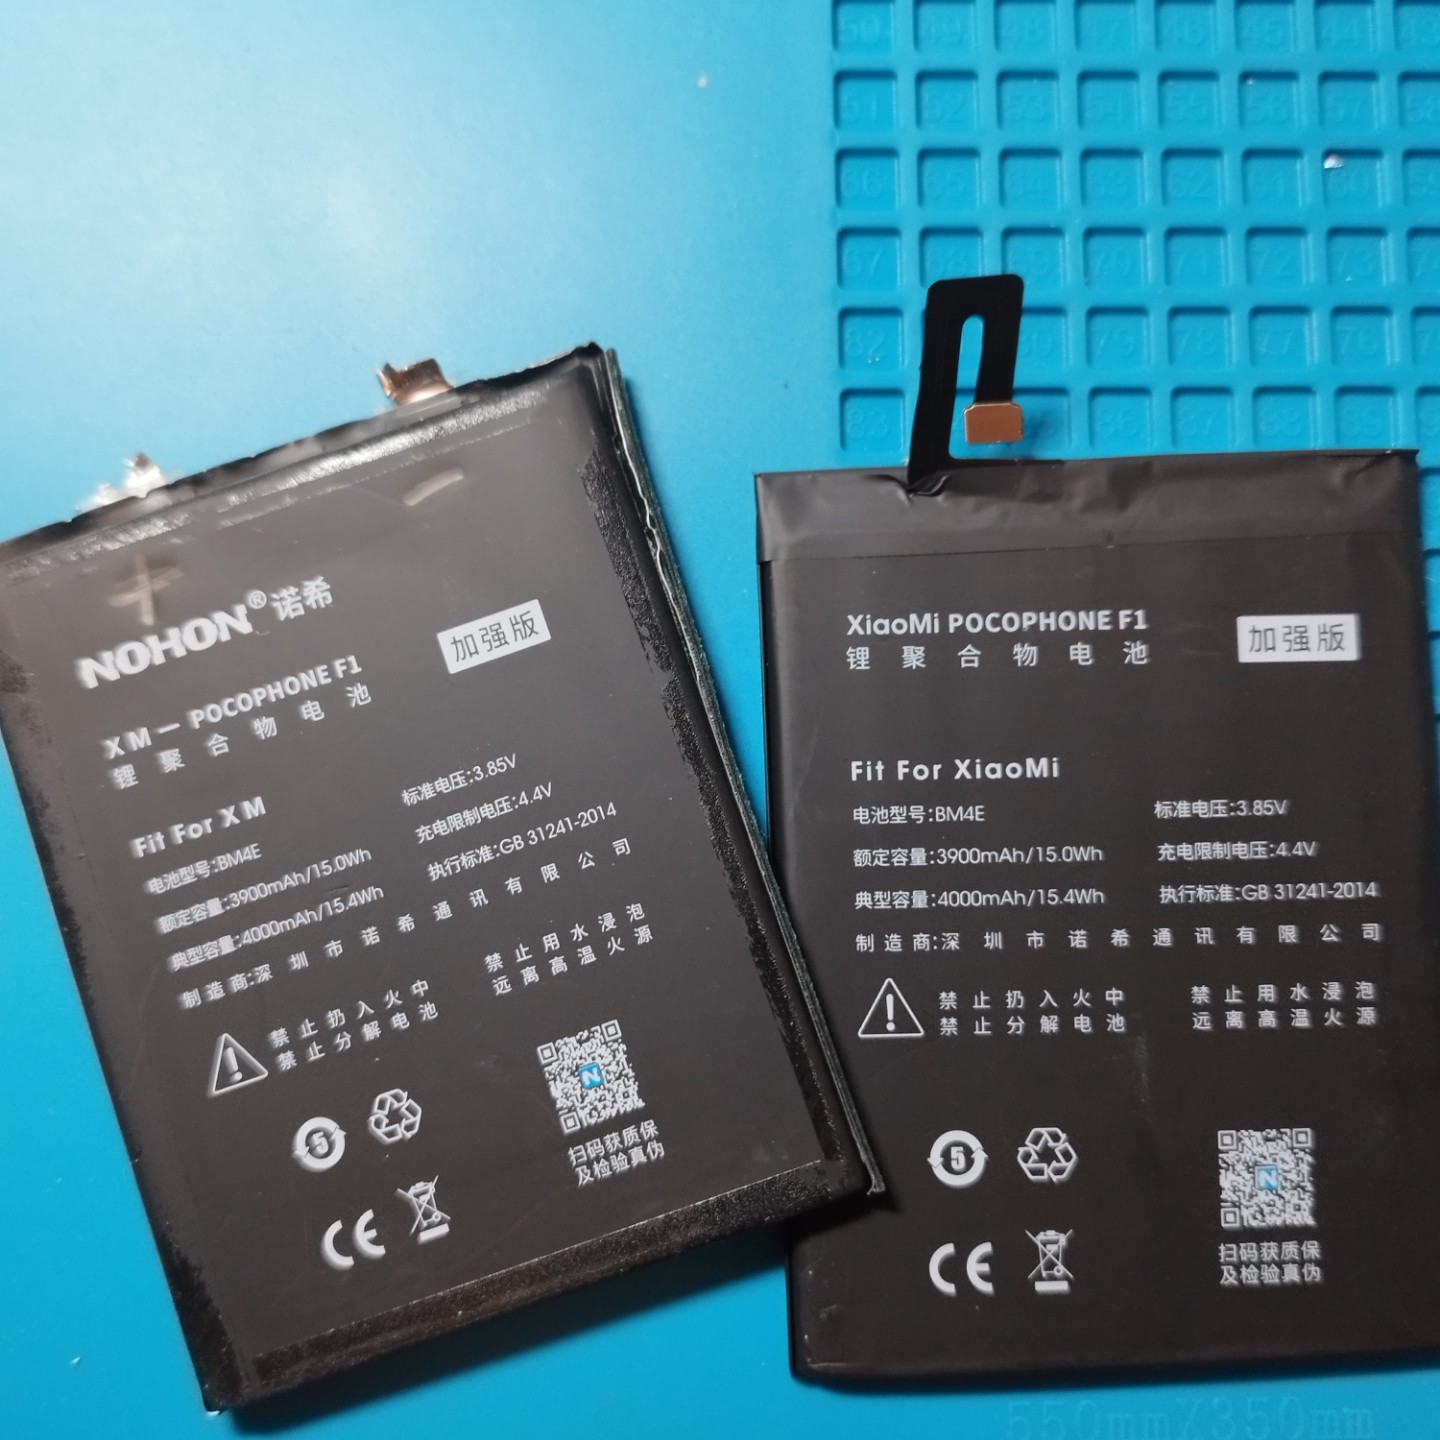 NOHON® 诺希
加强版
XM — POCOPHONE F1
锂聚合物电池
Fit For XM
电池型号:BM4E
标准电压:3.85V
额定容量:3900mAh/15.0Wh
充电限制电压:4.4V
典型容量:4000mAh/15.4Wh
执行标准:GB 31241-2014
制造商:深圳市诺希通讯有限公司
禁止扔入火中
禁止分解电池
禁止用水浸泡
远离高温火源
5
N
扫码获质保
及检验真伪
CE
XiaoMi POCOPHONE F1
锂聚合物电池
加强版
Fit For XiaoMi
电池型号:BM4E
标准电压:3.85V
额定容量:3900mAh/15.0Wh
充电限制电压:4.4V
典型容量:4000mAh/15.4Wh
执行标准:GB 31241-2014
制造商:深圳市诺希通讯有限公司
禁止扔入火中
禁止分解电池
禁止用水浸泡
远离高温火源
5
N
扫码获质保
及检验真伪
CE
550mmX350mm